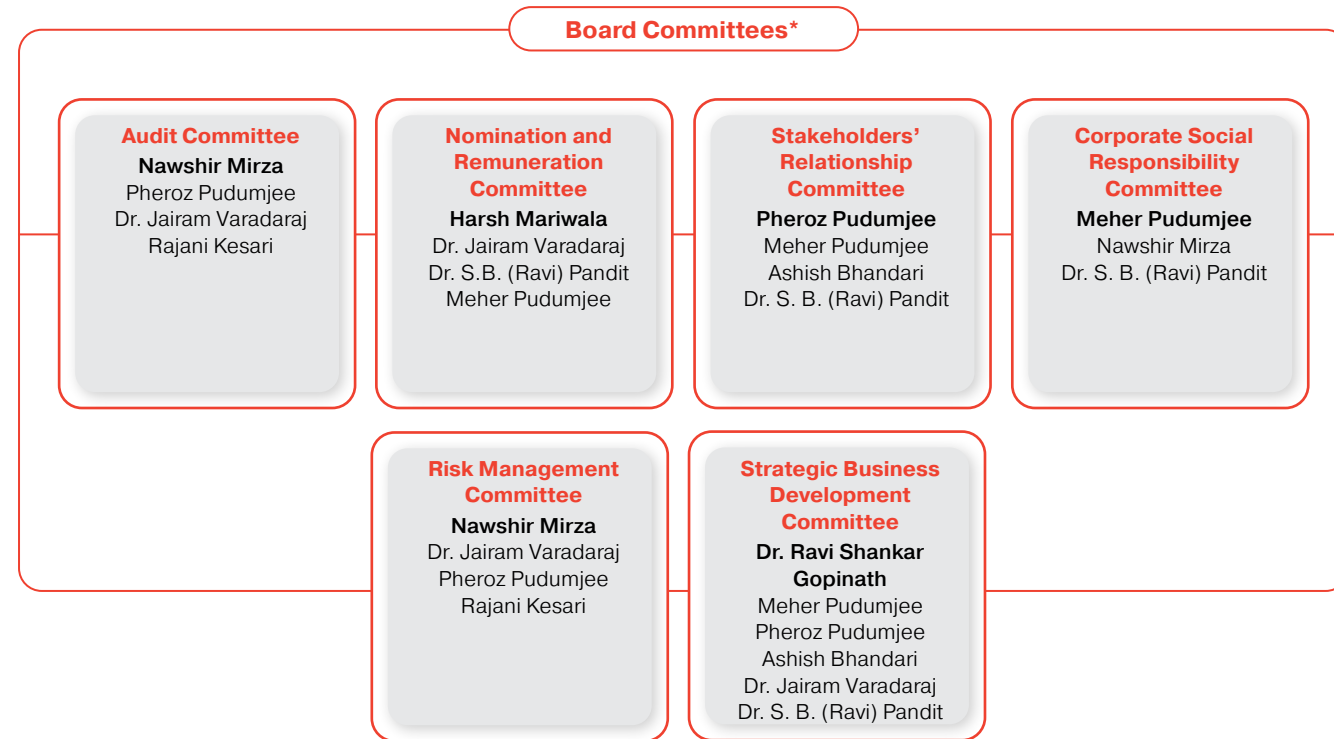 Board Committees*
Audit Committee
Nawshir Mirza
Pheroz Pudumjee
Dr. Jairam Varadaraj
Rajani Kesari
Nomination and
Remuneration
Committee
Harsh Mariwala
Dr. Jairam Varadaraj
Dr. S.B. (Ravi) Pandit
Meher Pudumjee
Stakeholders’
Relationship
Committee
Pheroz Pudumjee
Meher Pudumjee
Ashish Bhandari
Dr. S. B. (Ravi) Pandit
Corporate Social
Responsibility
Committee
Meher Pudumjee
Nawshir Mirza
Dr. S. B. (Ravi) Pandit
Risk Management
Committee
Nawshir Mirza
Dr. Jairam Varadaraj
Pheroz Pudumjee
Rajani Kesari
Strategic Business
Development
Committee
Dr. Ravi Shankar
Gopinath
Meher Pudumjee
Pheroz Pudumjee
Ashish Bhandari
Dr. Jairam Varadaraj
Dr. S. B. (Ravi) Pandit